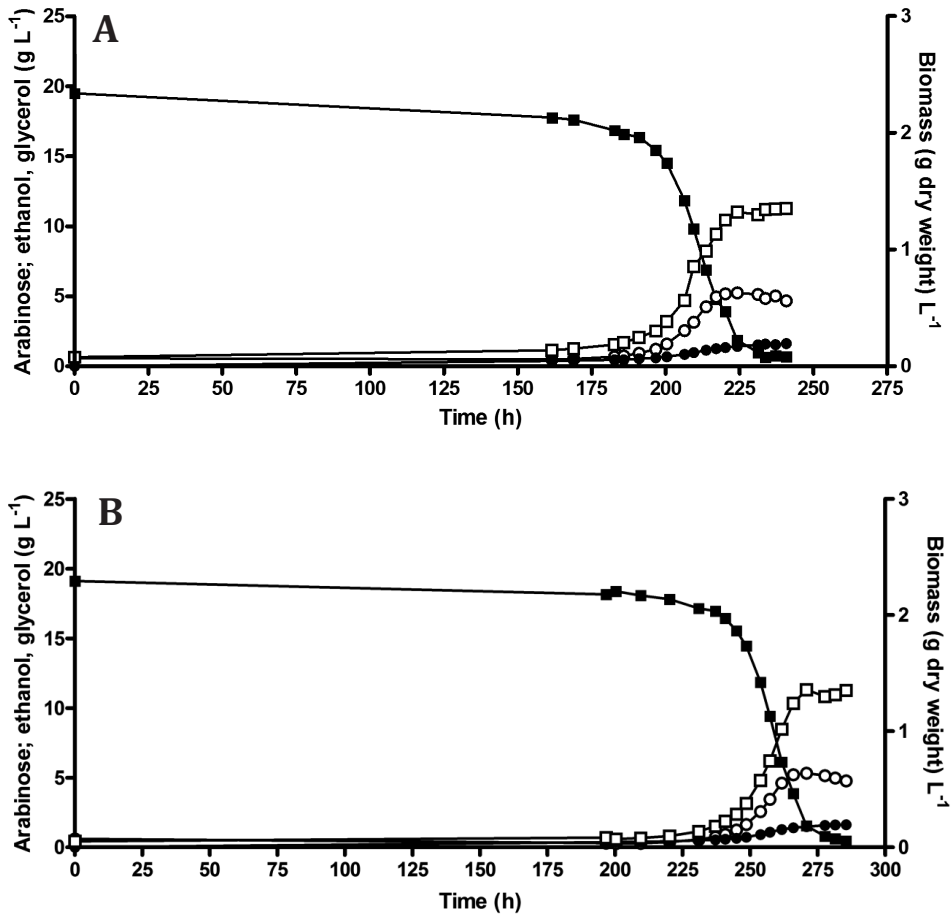 A
Arabinose; ethanol, glycerol (g L-1)
25
20
15
10
5
0
3
2
1
0
Biomass (g dry weight) L-1
0 25 50 75 100 125 150 175 200 225 250 275
Time (h)
B
Arabinose; ethanol, glycerol (g L-1)
25
20
15
10
5
0
3
2
1
0
Biomass (g dry weight) L-1
0 25 50 75 100 125 150 175 200 225 250 275 300
Time (h)